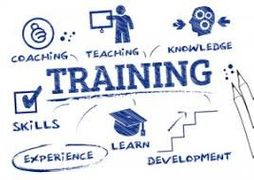 COACHING
TEACHING
KNOWLEDGE
TRAINING
SKILLS
LEARN
EXPERIENCE
DEVELOPMENT